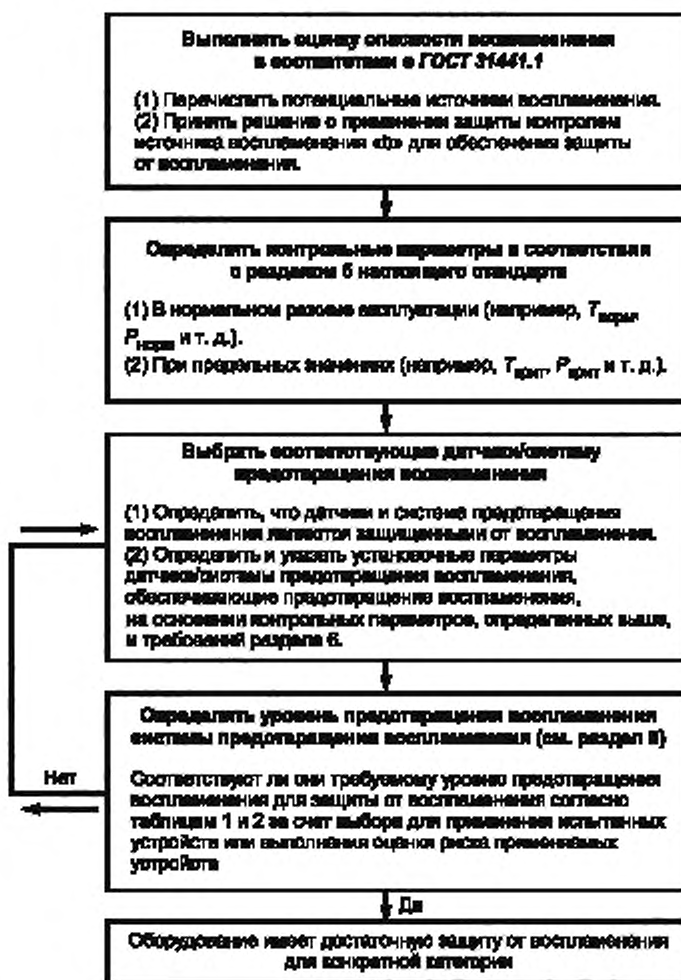 Выполнять оценку опасности воспламенения
в соответствии с ГОСТ 31441.1
(1) Перечислить потенциальные источники воспламенения.
(2) Принять решение о применении защиты контролем
источника воспламенения «b» для обеспечения защиты
от воспламенения.
Определять контрольные параметры в соответствии
с разделом 5 настоящего стандарта
(1) В нормальном режиме эксплуатации (например, Tнорм,
Pнорм и т. д.).
(2) При предельных значениях (например, Tкрит, Pкрит и т. д.).
Выбрать соответствующие датчики/систему
предотвращения воспламенения
(1) Определить, что датчики и система предотвращения
воспламенения являются защищенными от воспламенения.
(2) Определить и указать установочные параметры
датчиков/системы предотвращения воспламенения,
обеспечивающие предотвращение воспламенения,
на основании контрольных параметров, определенных выше,
и требований раздела 6.
Определять уровень предотвращения воспламенения
системы предотвращения воспламенения (см. раздел 8)
Нет
Соответствуют ли они требуемому уровню предотвращения
воспламенения для защиты от воспламенения согласно
таблицам 1 и 2 за счет выбора для применения испытанных
устройств или выполнения оценки риска применяемых
устройств
Да
Оборудование имеет достаточную защиту от воспламенения
для конкретной категории